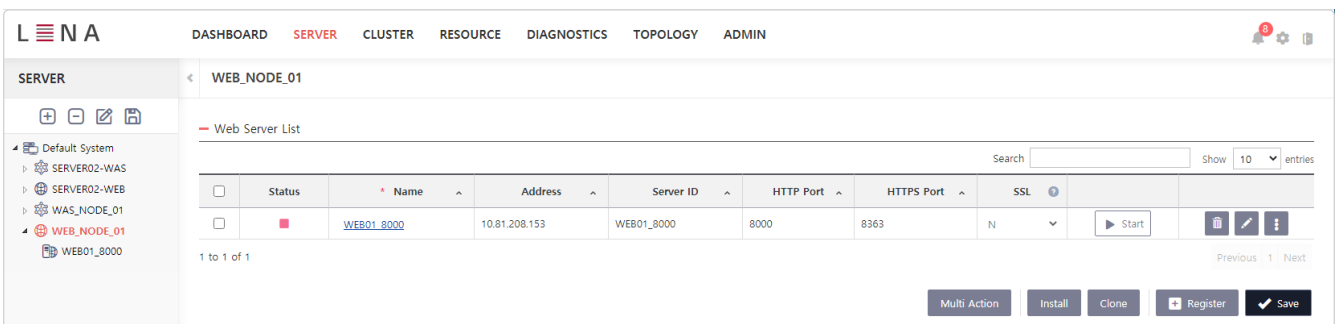 LENA DASHBOARD SERVER CLUSTER RESOURCE DIAGNOSTICS TOPOLOGY ADMIN 8
SERVER
WEB_NODE_01
Default System
SERVER02-WAS
SERVER02-WEB
WAS_NODE_01
WEB_NODE_01
WEB01_8000
Web Server List
Search Show 10 entries
Status * Name Address Server ID HTTP Port HTTPS Port SSL ?
WEB01_8000 10.81.208.153 WEB01_8000 8000 8363 N Start
1 to 1 of 1 Previous 1 Next
Multi Action Install Clone Register Save